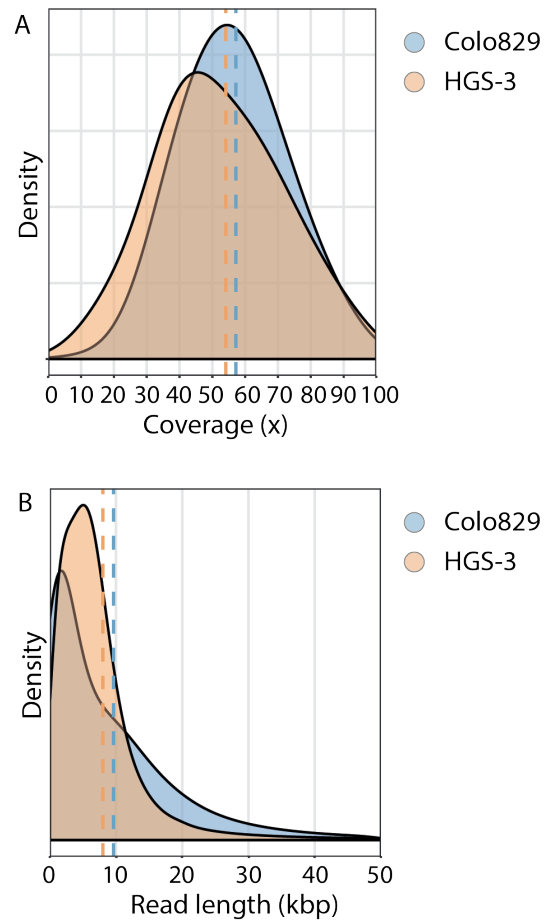 A
Colo829
HGS-3
Density
0 10 20 30 40 50 60 70 80 90 100
Coverage (x)
B
Colo829
HGS-3
Density
0 10 20 30 40 50
Read length (kbp)